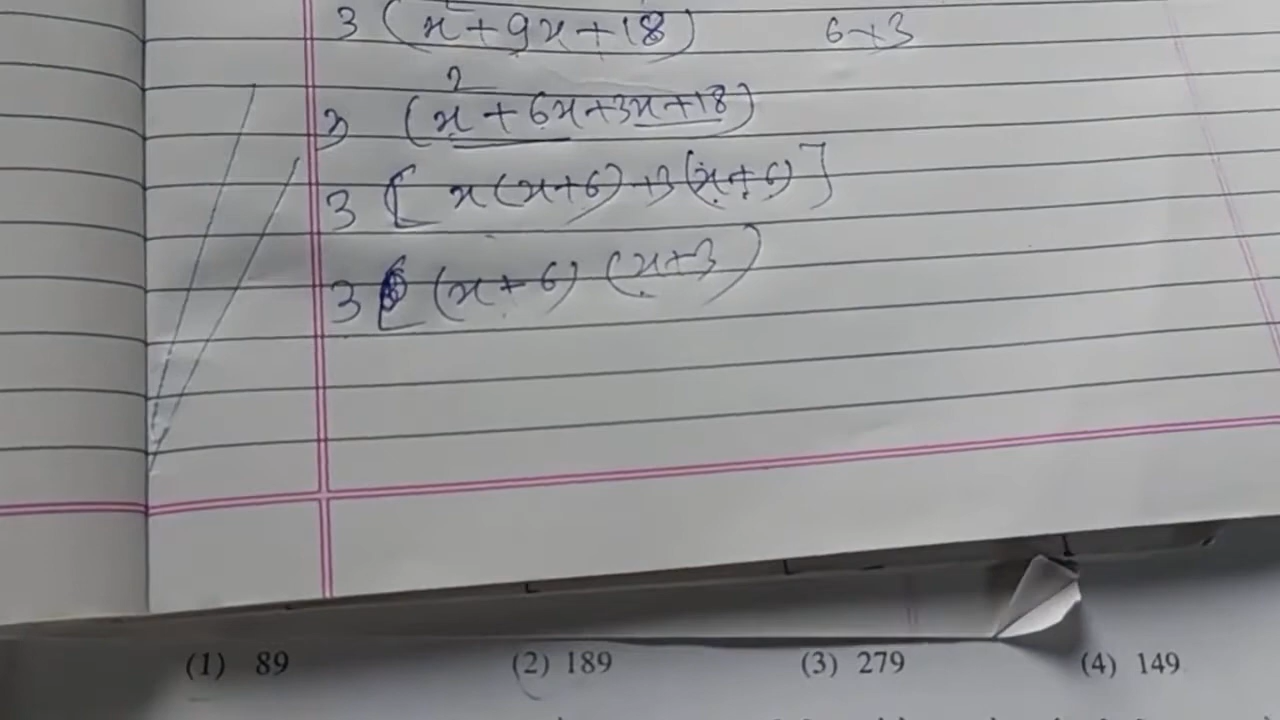 3 (x²+9x+18) 6×3
3 (x²+6x+3x+18)
3 [x(x+6)+3(x+6)]
3 [(x+6) (x+3)
(1) 89 (2) 189 (3) 279 (4) 149